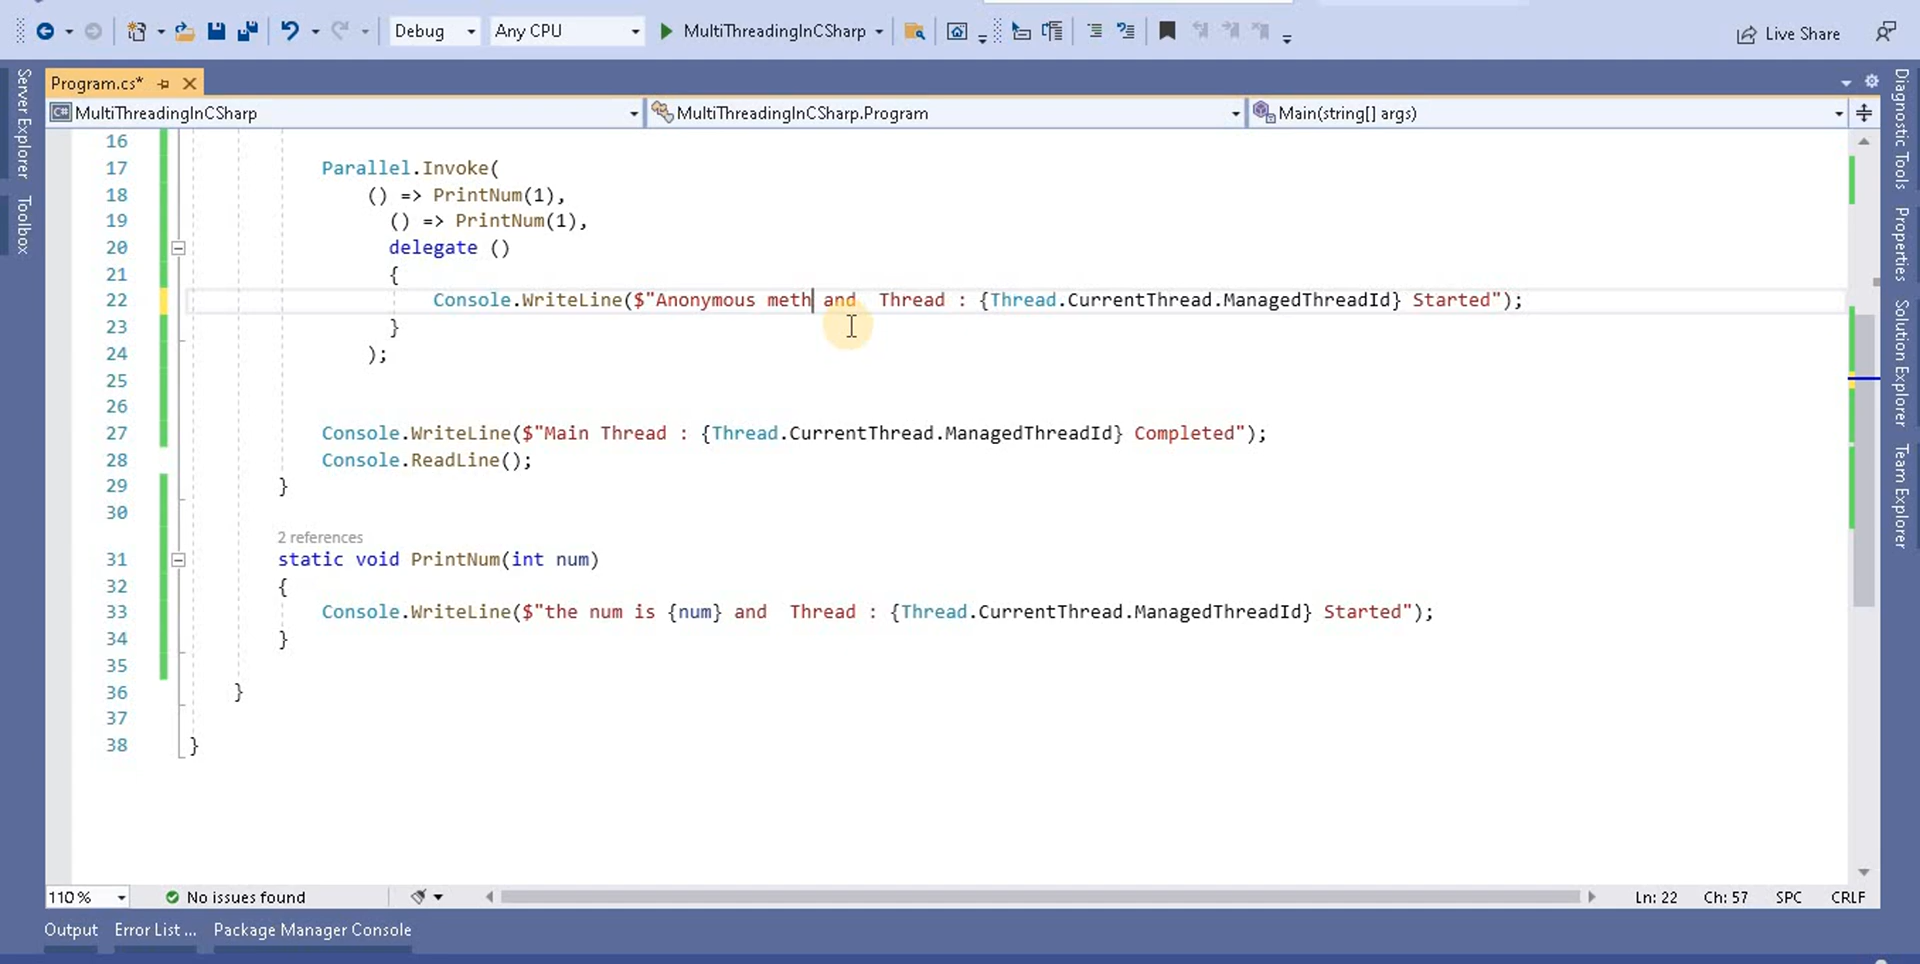 Debug
Any CPU
MultiThreadingInCSharp
Live Share
Server Explorer
Toolbox
Program.cs*
MultiThreadingInCSharp
MultiThreadingInCSharp.Program
Main(string[] args)
16
17 Parallel.Invoke(
18 () => PrintNum(1),
19 () => PrintNum(1),
20 delegate ()
21 {
22 Console.WriteLine($"Anonymous meth and  Thread : {Thread.CurrentThread.ManagedThreadId} Started");
23 }
24 );
25
26
27 Console.WriteLine($"Main Thread : {Thread.CurrentThread.ManagedThreadId} Completed");
28 Console.ReadLine();
29 }
30
2 references
31 static void PrintNum(int num)
32 {
33 Console.WriteLine($"the num is {num} and  Thread : {Thread.CurrentThread.ManagedThreadId} Started");
34 }
35
36 }
37
38 }
Diagnostic Tools
Properties
Solution Explorer
Team Explorer
110 %
No issues found
Ln: 22
Ch: 57
SPC
CRLF
Output
Error List ...
Package Manager Console